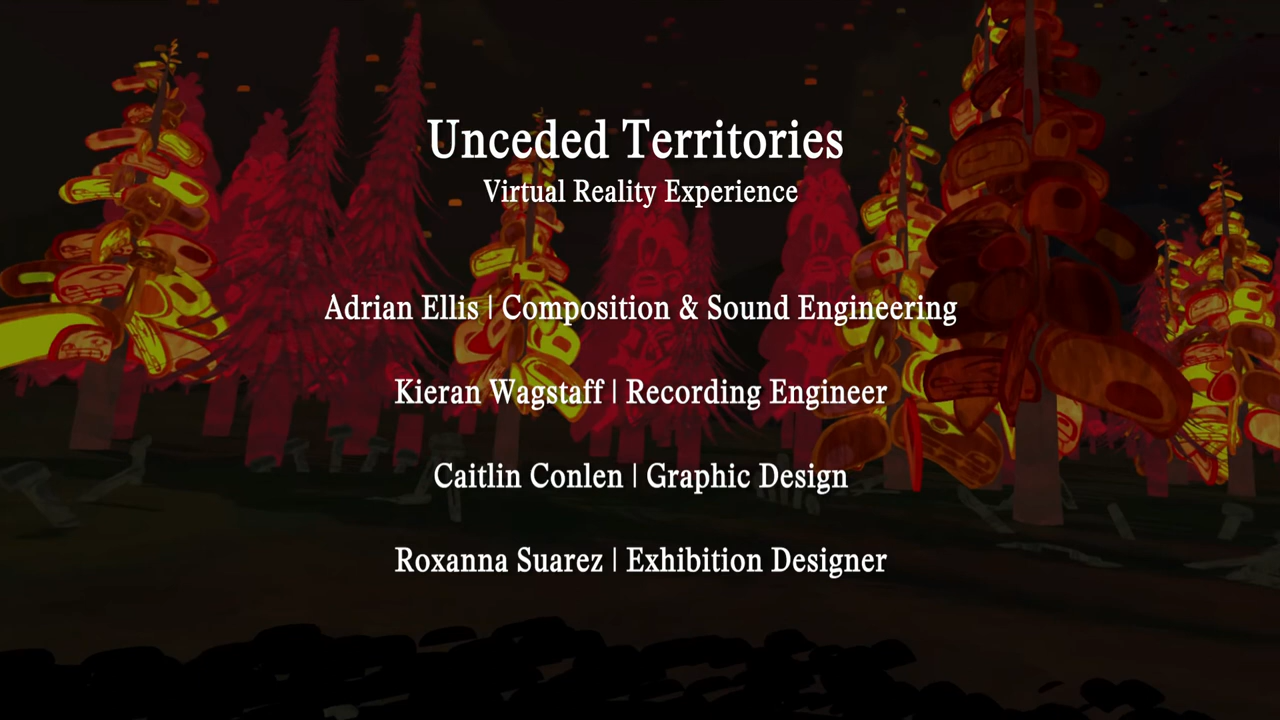 Unceded Territories
Virtual Reality Experience
Adrian Ellis | Composition & Sound Engineering
Kieran Wagstaff | Recording Engineer
Caitlin Conlen | Graphic Design
Roxanna Suarez | Exhibition Designer